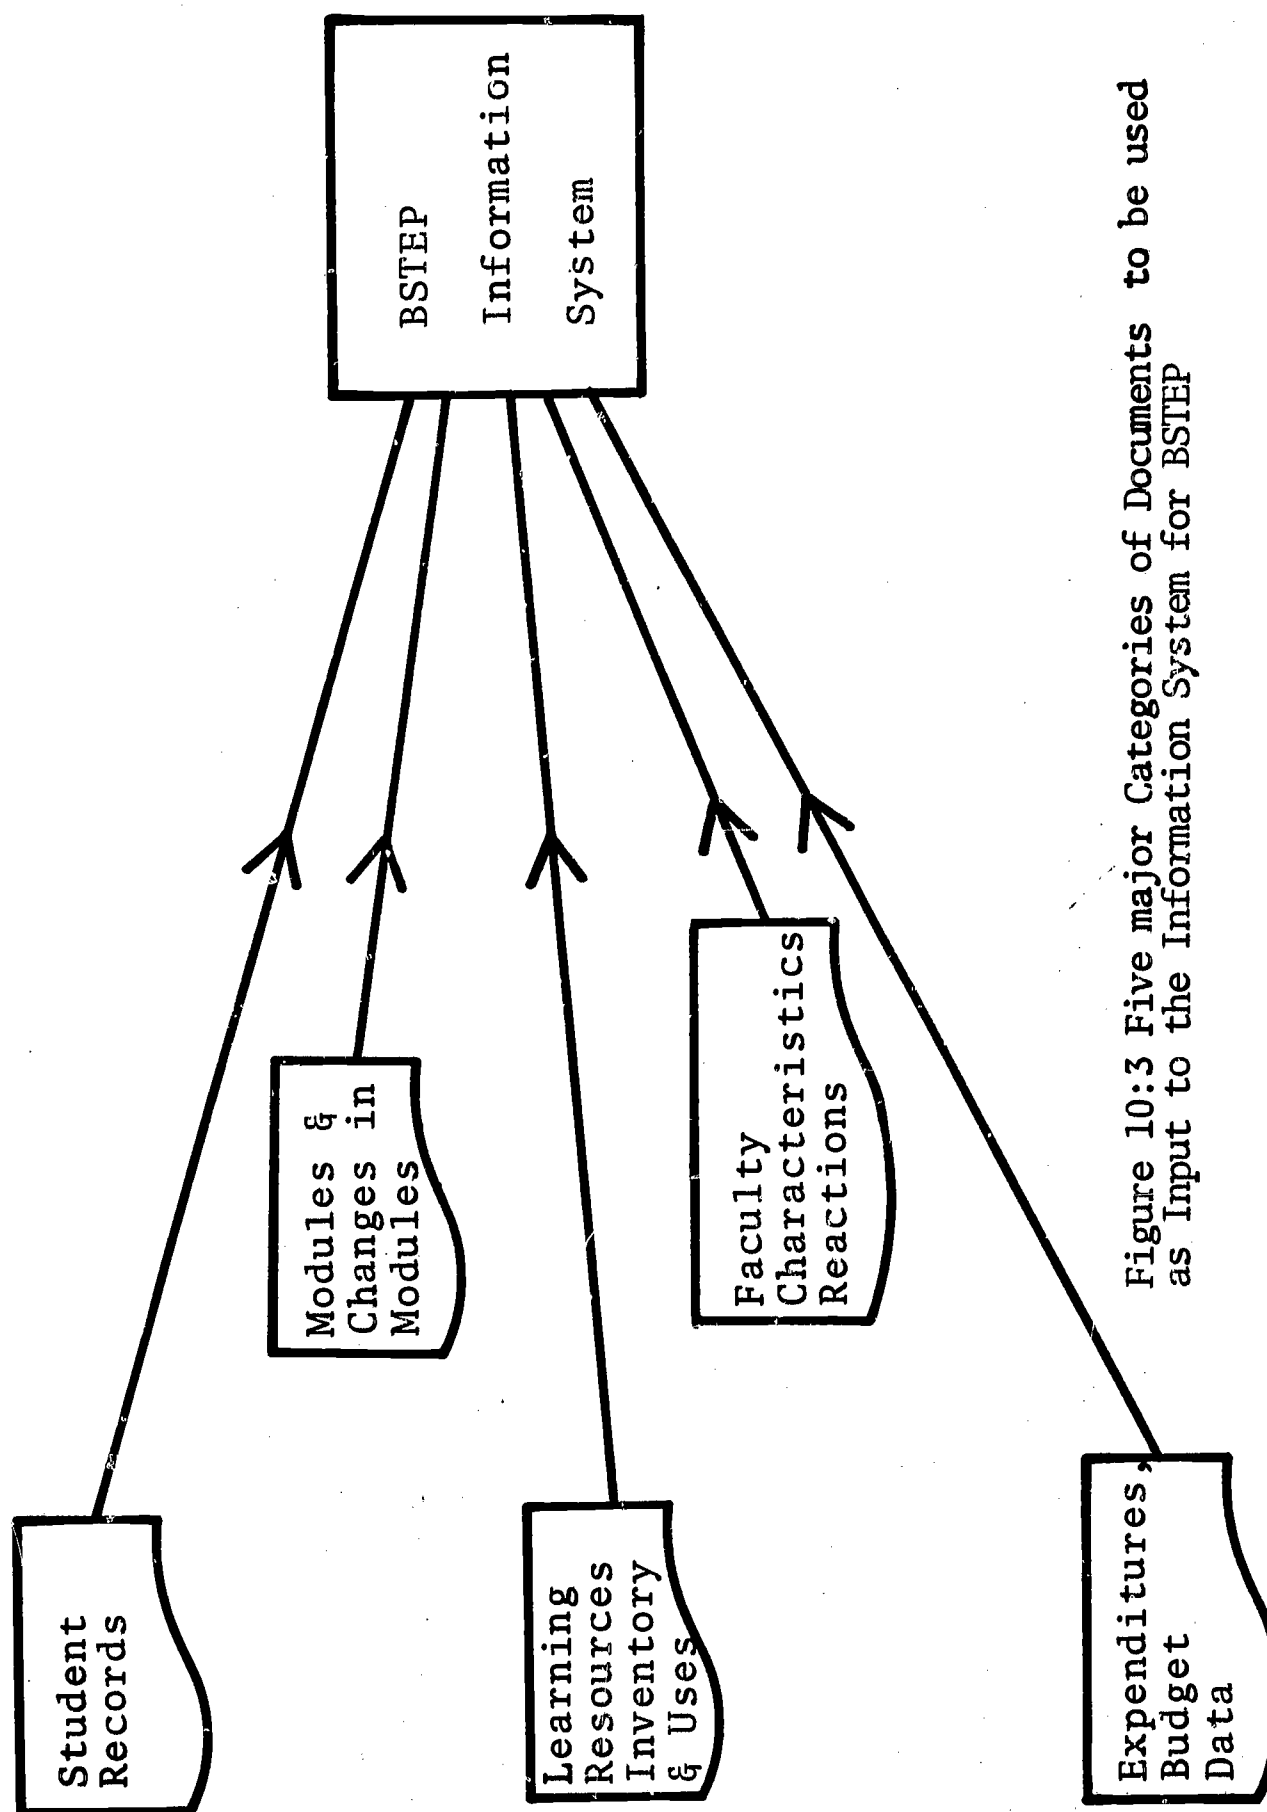 Student
Records
Modules &
Changes in
Modules
Learning
Resources
Inventory
& Uses
Faculty
Characteristics
Reactions
Expenditures,
Budget
Data
BSTEP
Information
System
Figure 10:3 Five major Categories of Documents to be used
as Input to the Information System for BSTEP